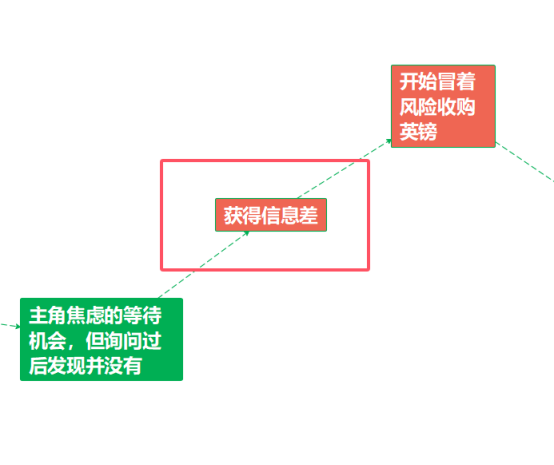 开始冒着
风险收购
英镑
获得信息差
主角焦虑的等待
机会，但询问过
后发现并没有